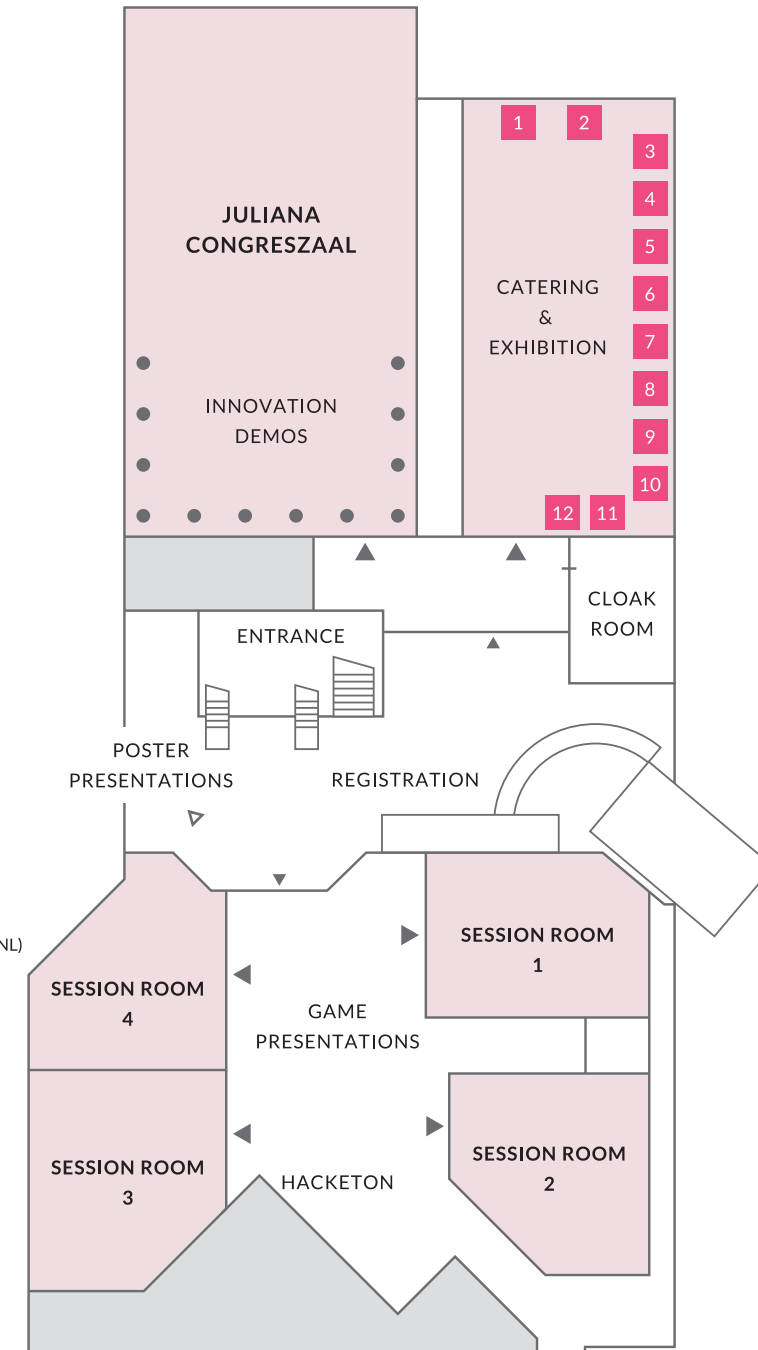 JULIANA
CONGRESZAAL
INNOVATION
DEMOS
1
2
3
4
5
6
7
8
9
10
11
12
CATERING
&
EXHIBITION
CLOAK
ROOM
ENTRANCE
POSTER
PRESENTATIONS
REGISTRATION
NL)
SESSION ROOM
1
SESSION ROOM
4
GAME
PRESENTATIONS
SESSION ROOM
2
SESSION ROOM
3
HACKETON